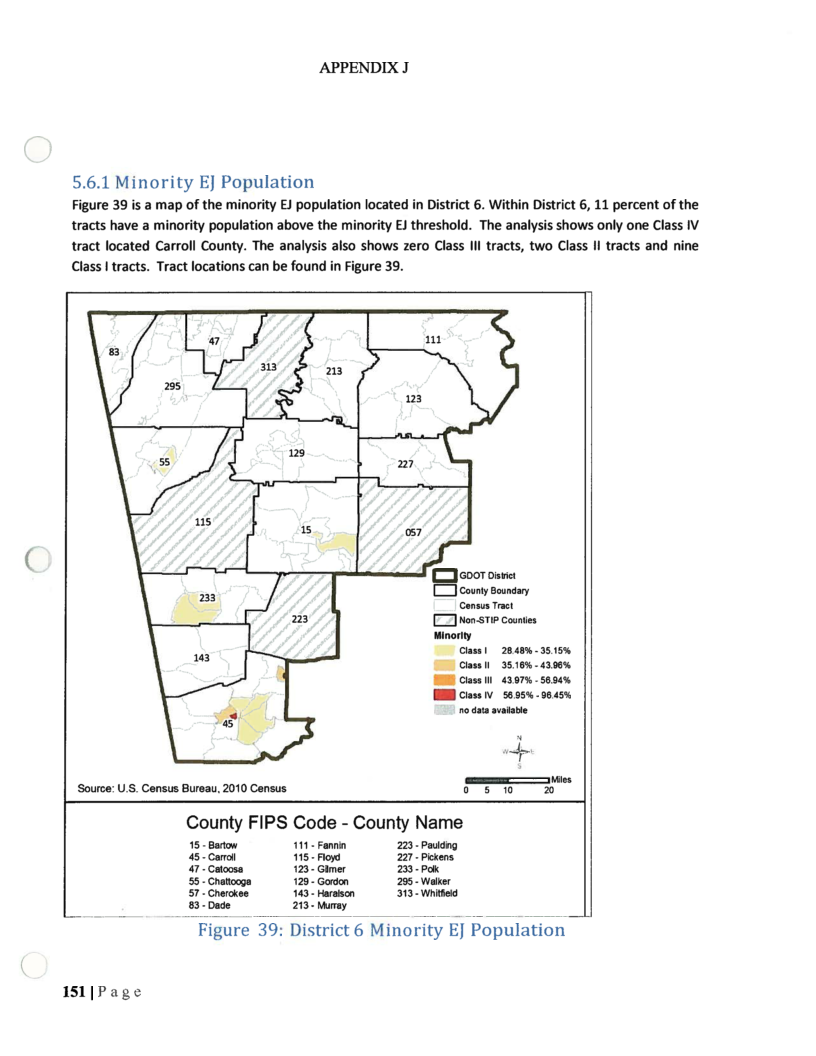 APPENDIX J
5.6.1 Minority EJ Population
Figure 39 is a map of the minority EJ population located in District 6. Within District 6, 11 percent of the
tracts have a minority population above the minority EJ threshold. The analysis shows only one Class IV
tract located Carroll County. The analysis also shows zero Class III tracts, two Class II tracts and nine
Class I tracts. Tract locations can be found in Figure 39.
83
47
313
213
111
295
123
55
129
227
115
15
057
233
223
143
45
GDOT District
County Boundary
Census Tract
Non-STIP Counties
Minority
Class I 28.48% - 35.15%
Class II 35.16% - 43.96%
Class III 43.97% - 56.94%
Class IV 56.95% - 96.45%
no data available
N
W E
S
Miles
0 5 10 20
Source: U.S. Census Bureau, 2010 Census
County FIPS Code - County Name
15 - Bartow 111 - Fannin 223 - Paulding
45 - Carroll 115 - Floyd 227 - Pickens
47 - Catoosa 123 - Gilmer 233 - Polk
55 - Chattooga 129 - Gordon 295 - Walker
57 - Cherokee 143 - Haralson 313 - Whitfield
83 - Dade 213 - Murray
Figure 39: District 6 Minority EJ Population
151 | P a g e